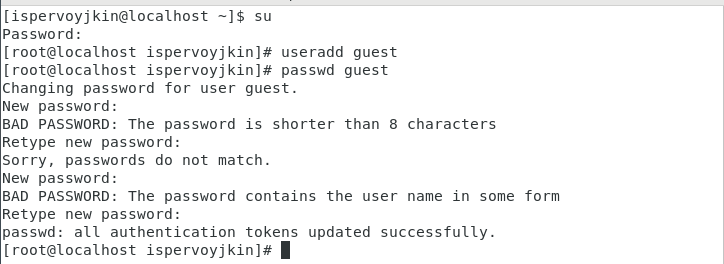 [ispervoyjkin@localhost ~]$ su
Password:
[root@localhost ispervoyjkin]# useradd guest
[root@localhost ispervoyjkin]# passwd guest
Changing password for user guest.
New password:
BAD PASSWORD: The password is shorter than 8 characters
Retype new password:
Sorry, passwords do not match.
New password:
BAD PASSWORD: The password contains the user name in some form
Retype new password:
passwd: all authentication tokens updated successfully.
[root@localhost ispervoyjkin]#